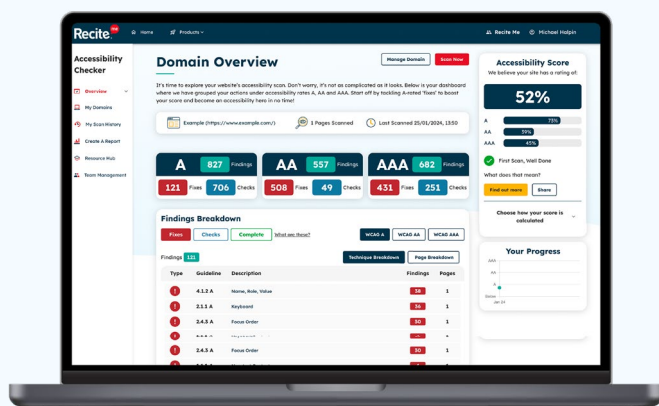 Recite me
Home
Products
Recite Me
Michael Halpin
Accessibility
Checker
Overview
My Domains
My Scan History
Create A Report
Resource Hub
Team Management
Domain Overview
Manage Domain
Scan Now
It's time to explore your website's accessibility scan. Don't worry, it's not as complicated as it looks. Below is your dashboard
where we have grouped your actions under accessibility rates A, AA and AAA. Start off by tackling A-rated 'fixes' to boost
your score and become an accessibility hero in no time!
Example (https://www.example.com/)
1 Pages Scanned
Last Scanned 25/01/2024, 13:50
A 827 Findings
121 Fixes 706 Checks
AA 557 Findings
508 Fixes 49 Checks
AAA 682 Findings
431 Fixes 251 Checks
Findings Breakdown
Fixes Checks Complete What are these?
WCAG A WCAG AA WCAG AAA
Findings 121
Technique Breakdown Page Breakdown
Type Guideline Description Findings Pages
4.1.2 A Name, Role, Value 38 1
2.1.1 A Keyboard 36 1
2.4.3 A Focus Order 30 1
2.4.3 A Focus Order 30 1
Accessibility Score
We believe your site has a rating of:
52%
A 73%
AA 39%
AAA 45%
First Scan, Well Done
What does that mean?
Find out more Share
Choose how your score is
calculated
Your Progress
AAA
AA
A
Below
Jan 24